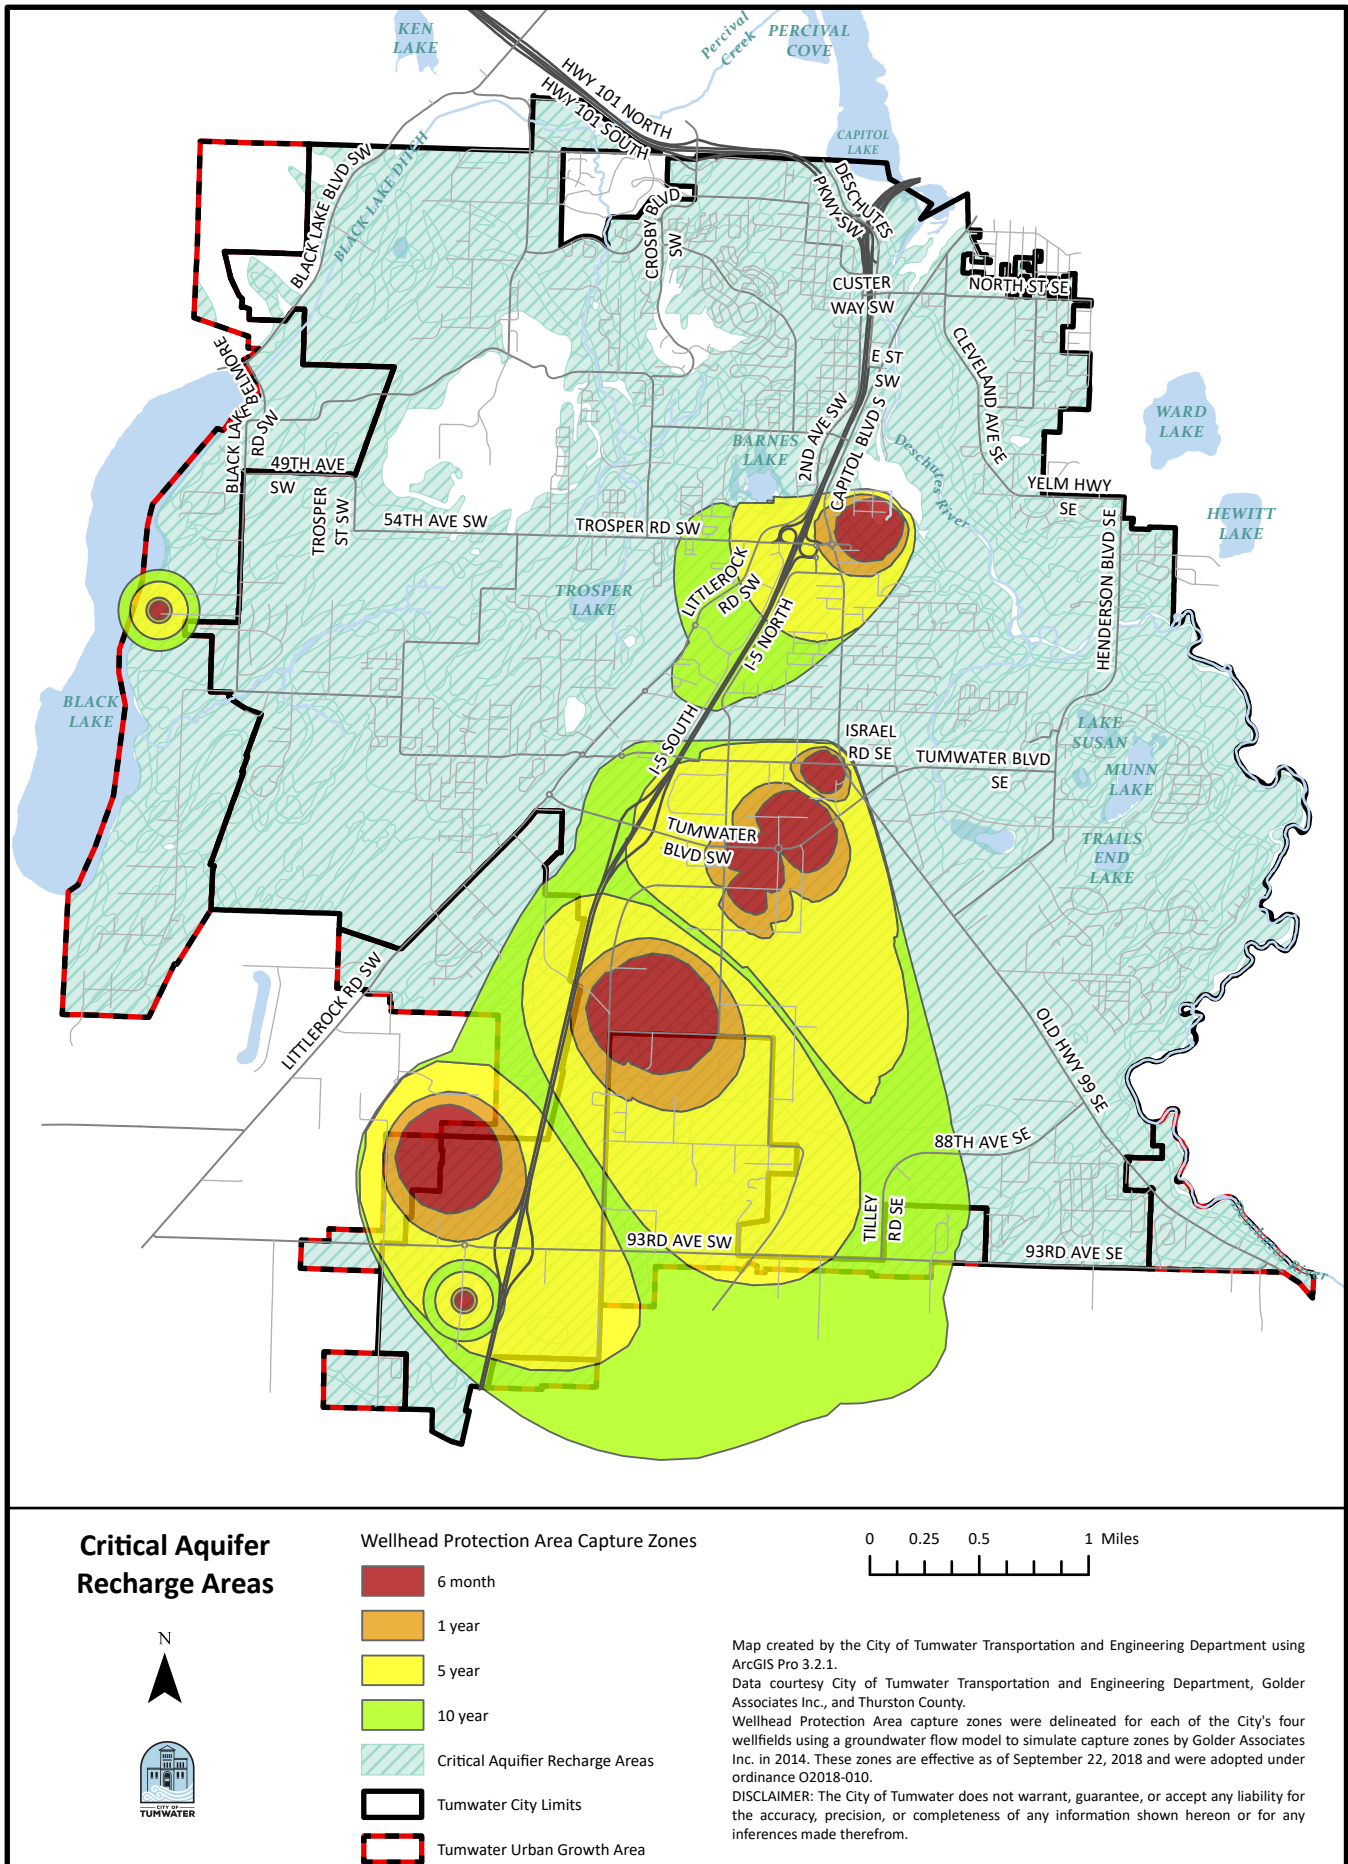 KEN
LAKE
Percival
Creek
PERCIVAL
COVE
HWY 101 NORTH
HWY 101 SOUTH
CAPITOL
LAKE
BLACK LAKE BLVD SW
BLACK LAKE DITCH
DESCHUTES
PKWY SW
CROSBY BLVD
SW
CUSTER
WAY SW
NORTH ST SE
E ST
SW
CLEVELAND AVE SE
BLACK LAKE BELMORE
RD SW
2ND AVE SW
CAPITOL BLVD S
WARD
LAKE
BARNES
LAKE
Deschutes River
49TH AVE
SW
YELM HWY
SE
TROSPER
ST SW
54TH AVE SW
TROSPER RD SW
HEWITT
LAKE
HENDERSON BLVD SE
LITTLEROCK
RD SW
TROSPER
LAKE
I-5 NORTH
BLACK
LAKE
I-5 SOUTH
ISRAEL
RD SE
TUMWATER BLVD
SE
LAKE
SUSAN
MUNN
LAKE
TUMWATER
BLVD SW
TRAILS
END
LAKE
LITTLEROCK RD SW
OLD HWY 99 SE
88TH AVE SE
TILLEY
RD SE
93RD AVE SW
93RD AVE SE
River
Critical Aquifer
Recharge Areas
N
CITY OF
TUMWATER
Wellhead Protection Area Capture Zones
6 month
1 year
5 year
10 year
Critical Aquifier Recharge Areas
Tumwater City Limits
Tumwater Urban Growth Area
0 0.25 0.5 1 Miles
Map created by the City of Tumwater Transportation and Engineering Department using
ArcGIS Pro 3.2.1.
Data courtesy City of Tumwater Transportation and Engineering Department, Golder
Associates Inc., and Thurston County.
Wellhead Protection Area capture zones were delineated for each of the City's four
wellfields using a groundwater flow model to simulate capture zones by Golder Associates
Inc. in 2014. These zones are effective as of September 22, 2018 and were adopted under
ordinance O2018-010.
DISCLAIMER: The City of Tumwater does not warrant, guarantee, or accept any liability for
the accuracy, precision, or completeness of any information shown hereon or for any
inferences made therefrom.